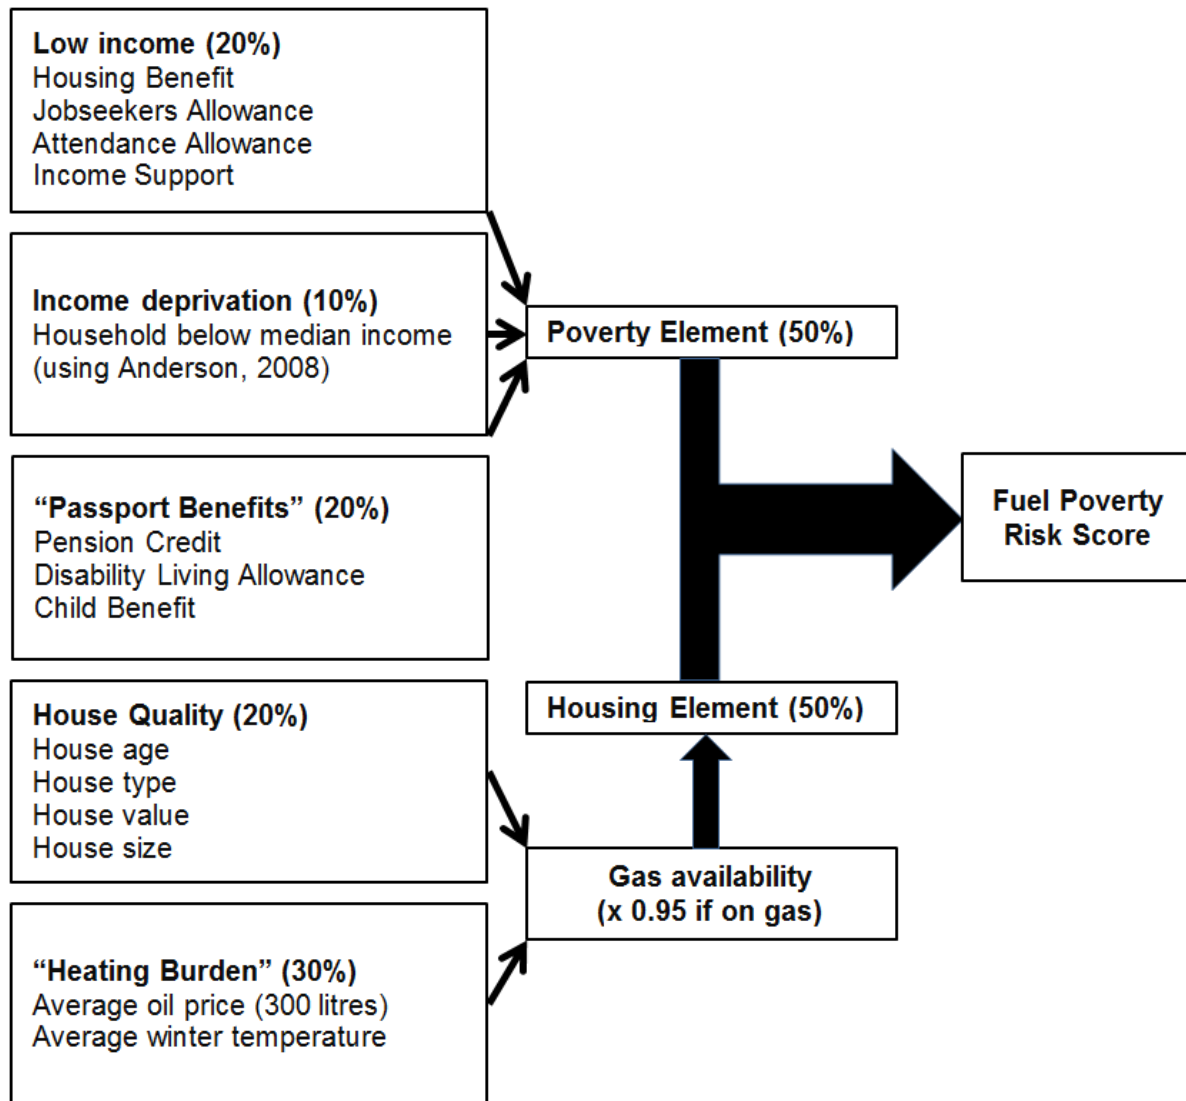 Low income (20%)
Housing Benefit
Jobseekers Allowance
Attendance Allowance
Income Support
Income deprivation (10%)
Household below median income
(using Anderson, 2008)
Poverty Element (50%)
“Passport Benefits” (20%)
Pension Credit
Disability Living Allowance
Child Benefit
Fuel Poverty
Risk Score
House Quality (20%)
House age
House type
House value
House size
Housing Element (50%)
Gas availability
(x 0.95 if on gas)
“Heating Burden” (30%)
Average oil price (300 litres)
Average winter temperature